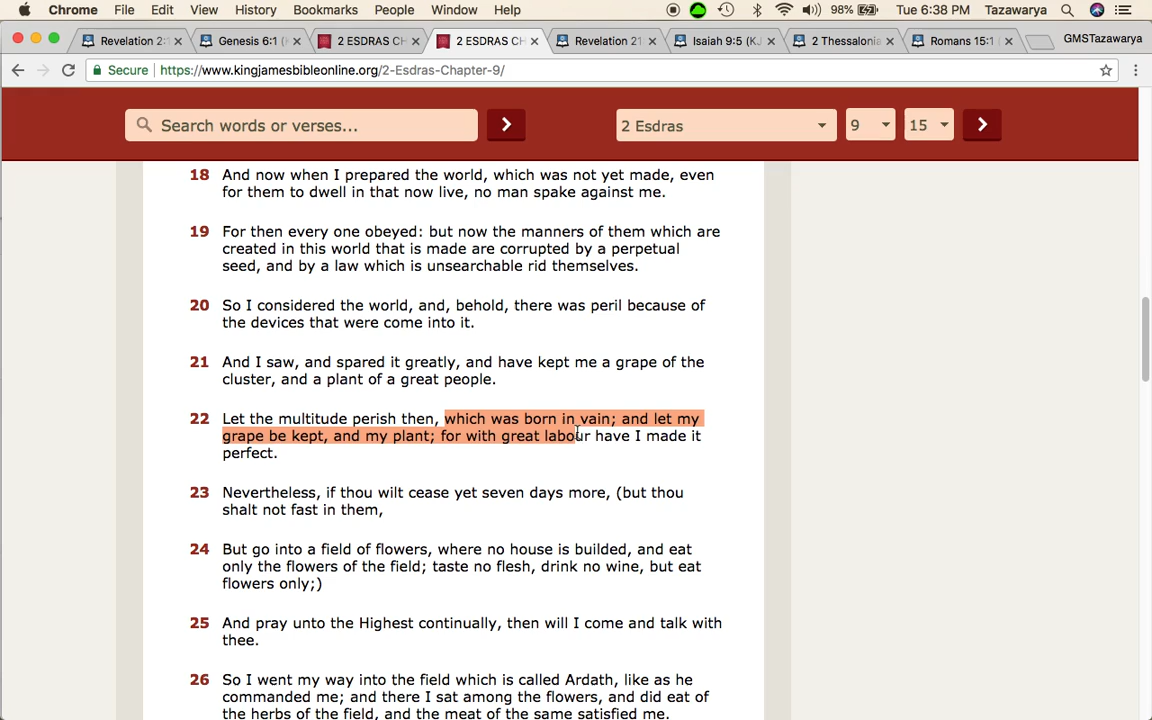 Chrome File Edit View History Bookmarks People Window Help 98% Tue 6:38 PM Tazawarya
Revelation 2:1 Genesis 6:1 (K 2 ESDRAS CH 2 ESDRAS CH Revelation 21 Isaiah 9:5 (KJ 2 Thessalonia Romans 15:1 GMSTazawarya
Secure https://www.kingjamesbibleonline.org/2-Esdras-Chapter-9/
Search words or verses... 2 Esdras 9 15
18 And now when I prepared the world, which was not yet made, even
for them to dwell in that now live, no man spake against me.
19 For then every one obeyed: but now the manners of them which are
created in this world that is made are corrupted by a perpetual
seed, and by a law which is unsearchable rid themselves.
20 So I considered the world, and, behold, there was peril because of
the devices that were come into it.
21 And I saw, and spared it greatly, and have kept me a grape of the
cluster, and a plant of a great people.
22 Let the multitude perish then, which was born in vain; and let my
grape be kept, and my plant; for with great labour have I made it
perfect.
23 Nevertheless, if thou wilt cease yet seven days more, (but thou
shalt not fast in them,
24 But go into a field of flowers, where no house is builded, and eat
only the flowers of the field; taste no flesh, drink no wine, but eat
flowers only;)
25 And pray unto the Highest continually, then will I come and talk with
thee.
26 So I went my way into the field which is called Ardath, like as he
commanded me; and there I sat among the flowers, and did eat of
the herbs of the field, and the meat of the same satisfied me.